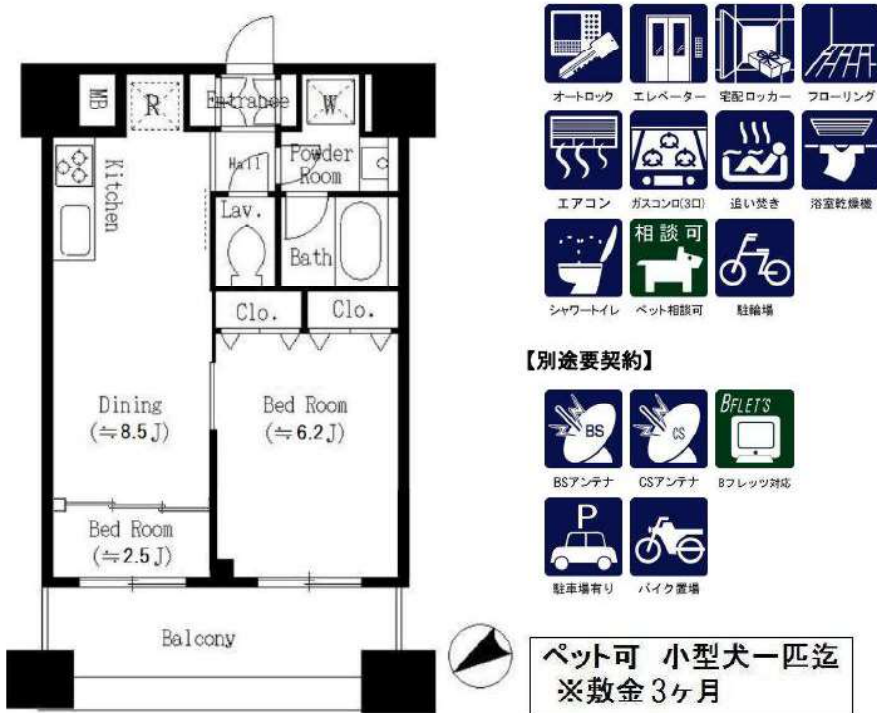 MB
R
Entrance
W
Kitchen
Hall
Powder
Room
Lav.
Bath
Clo.
Clo.
Dining
(≒8.5J)
Bed Room
(≒6.2J)
Bed Room
(≒2.5J)
Balcony
オートロック
エレベーター
宅配ロッカー
フローリング
エアコン
ガスコンロ(3口)
追い焚き
浴室乾燥機
相談可
シャワートイレ
ペット相談可
駐輪場
【別途要契約】
BS
CS
BFLET'S
BSアンテナ
CSアンテナ
Bフレッツ対応
P
駐車場有り
バイク置場
ペット可 小型犬一匹迄
※敷金3ヶ月